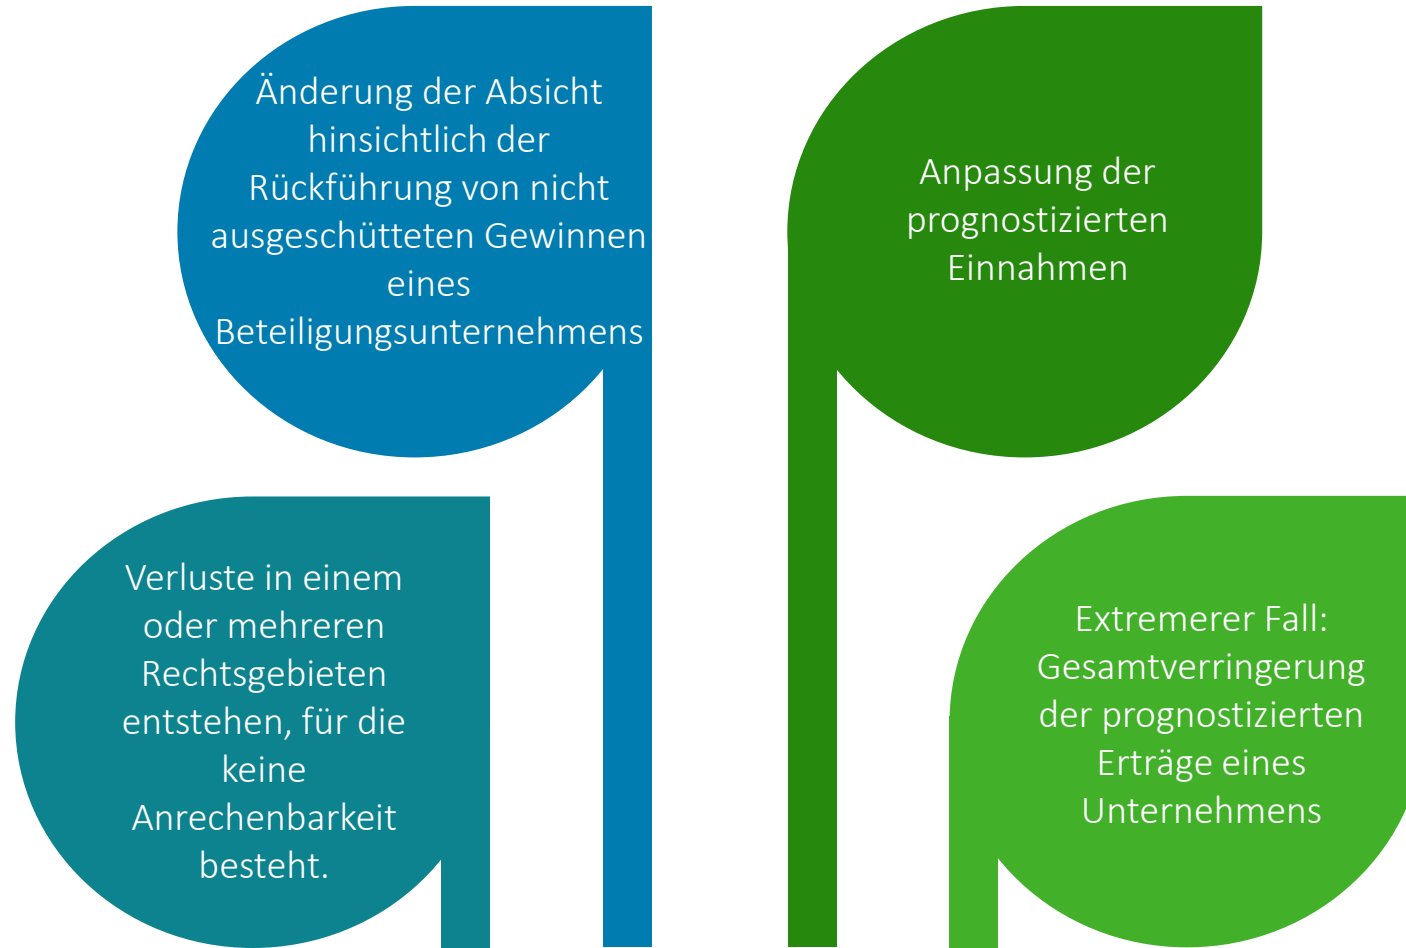 Änderung der Absicht
hinsichtlich der
Rückführung von nicht
ausgeschütteten Gewinnen
eines
Beteiligungsunternehmens
Anpassung der
prognostizierten
Einnahmen
Verluste in einem
oder mehreren
Rechtsgebieten
entstehen, für die
keine
Anrechenbarkeit
besteht.
Extremerer Fall:
Gesamtverringerung
der prognostizierten
Erträge eines
Unternehmens